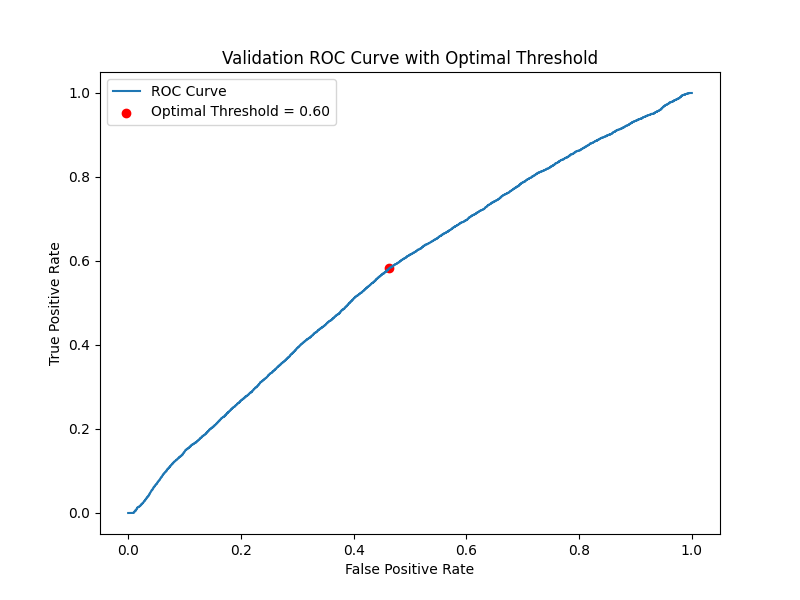 Validation ROC Curve with Optimal Threshold
ROC Curve
Optimal Threshold = 0.60
1.0
0.8
0.6
0.4
0.2
0.0
True Positive Rate
0.0 0.2 0.4 0.6 0.8 1.0
False Positive Rate